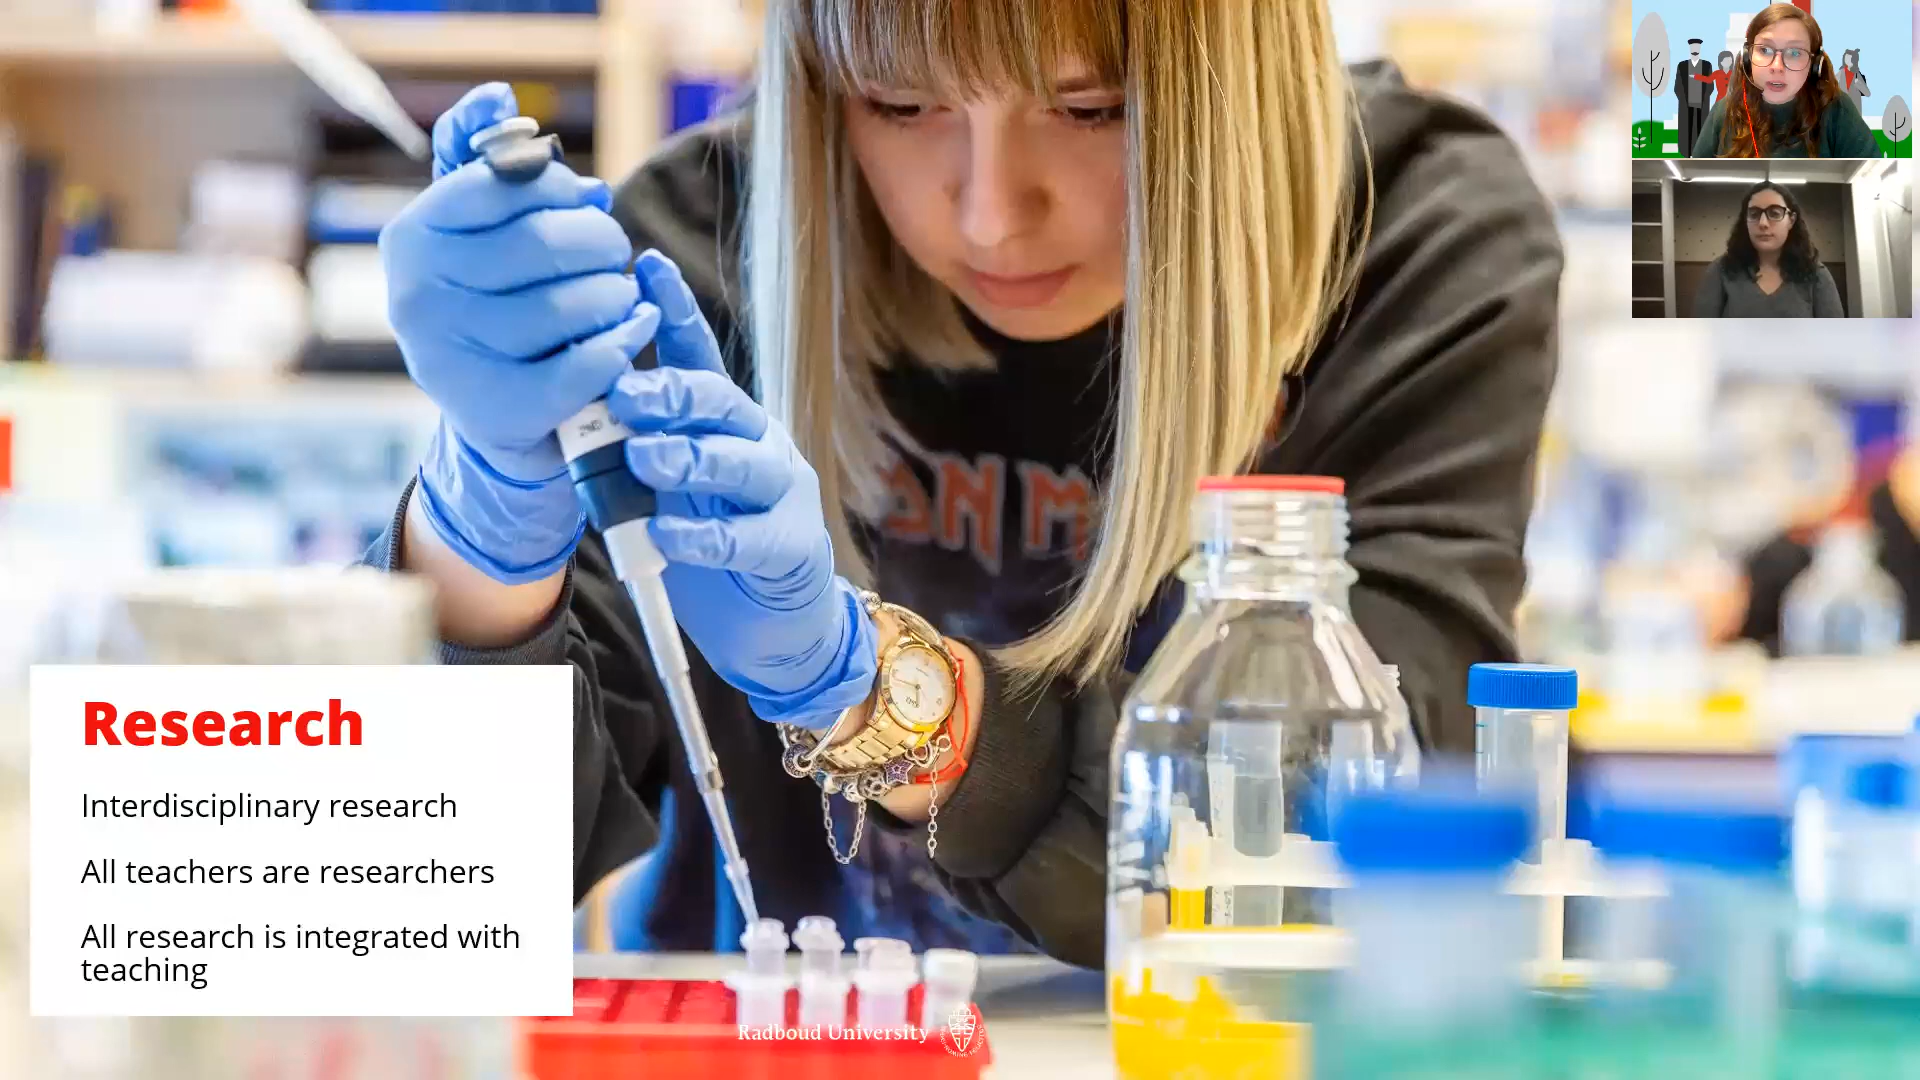 Research
Interdisciplinary research
All teachers are researchers
All research is integrated with
teaching
Radboud University